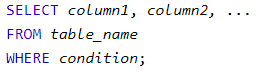 SELECT column1, column2, ...
FROM table_name
WHERE condition;